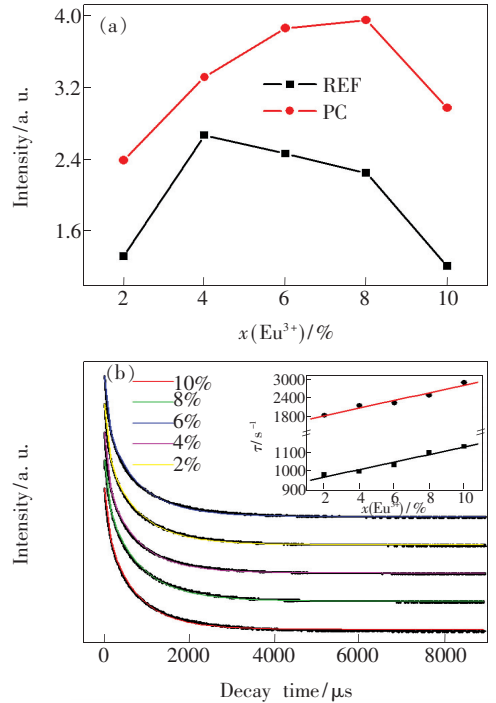 (a)
4.0
3.2
2.4
1.6
Intensity/a. u.
REF
PC
2 4 6 8 10
x(Eu³⁺)/%
(b)
10%
8%
6%
4%
2%
3000
1800
1100
1000
900
τ/s⁻¹
2 4 6 8 10
x(Eu³⁺)/%
Intensity/a. u.
0 2000 4000 6000 8000
Decay time/μs